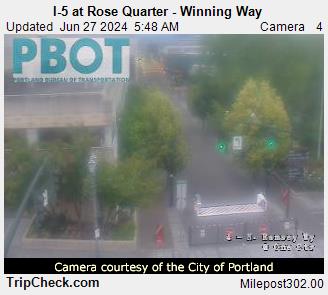 I-5 at Rose Quarter - Winning Way
Updated Jun 27 2024 5:48 AM Camera 4
PBOT
PORTLAND BUREAU OF TRANSPORTATION
Camera courtesy of the City of Portland
TripCheck.com Milepost302.00